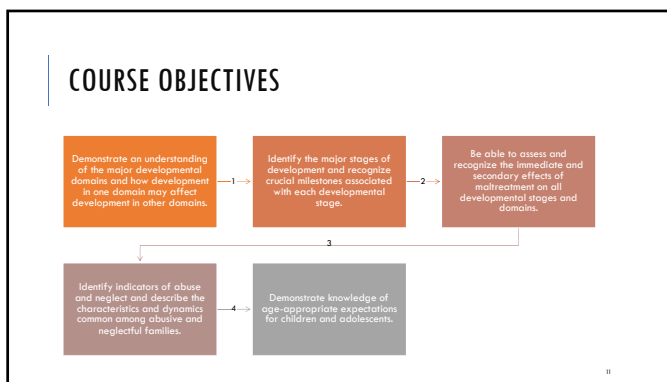 COURSE OBJECTIVES
Demonstrate an understanding
of the major developmental
domains and how development
in one domain may affect
development in other domains.
1
Identify the major stages of
development and recognize
crucial milestones associated
with each developmental
stage.
2
Be able to assess and
recognize the immediate and
secondary effects of
maltreatment on all
developmental stages and
domains.
3
Identify indicators of abuse
and neglect and describe the
characteristics and dynamics
common among abusive and
neglectful families.
4
Demonstrate knowledge of
age-appropriate expectations
for children and adolescents.
11